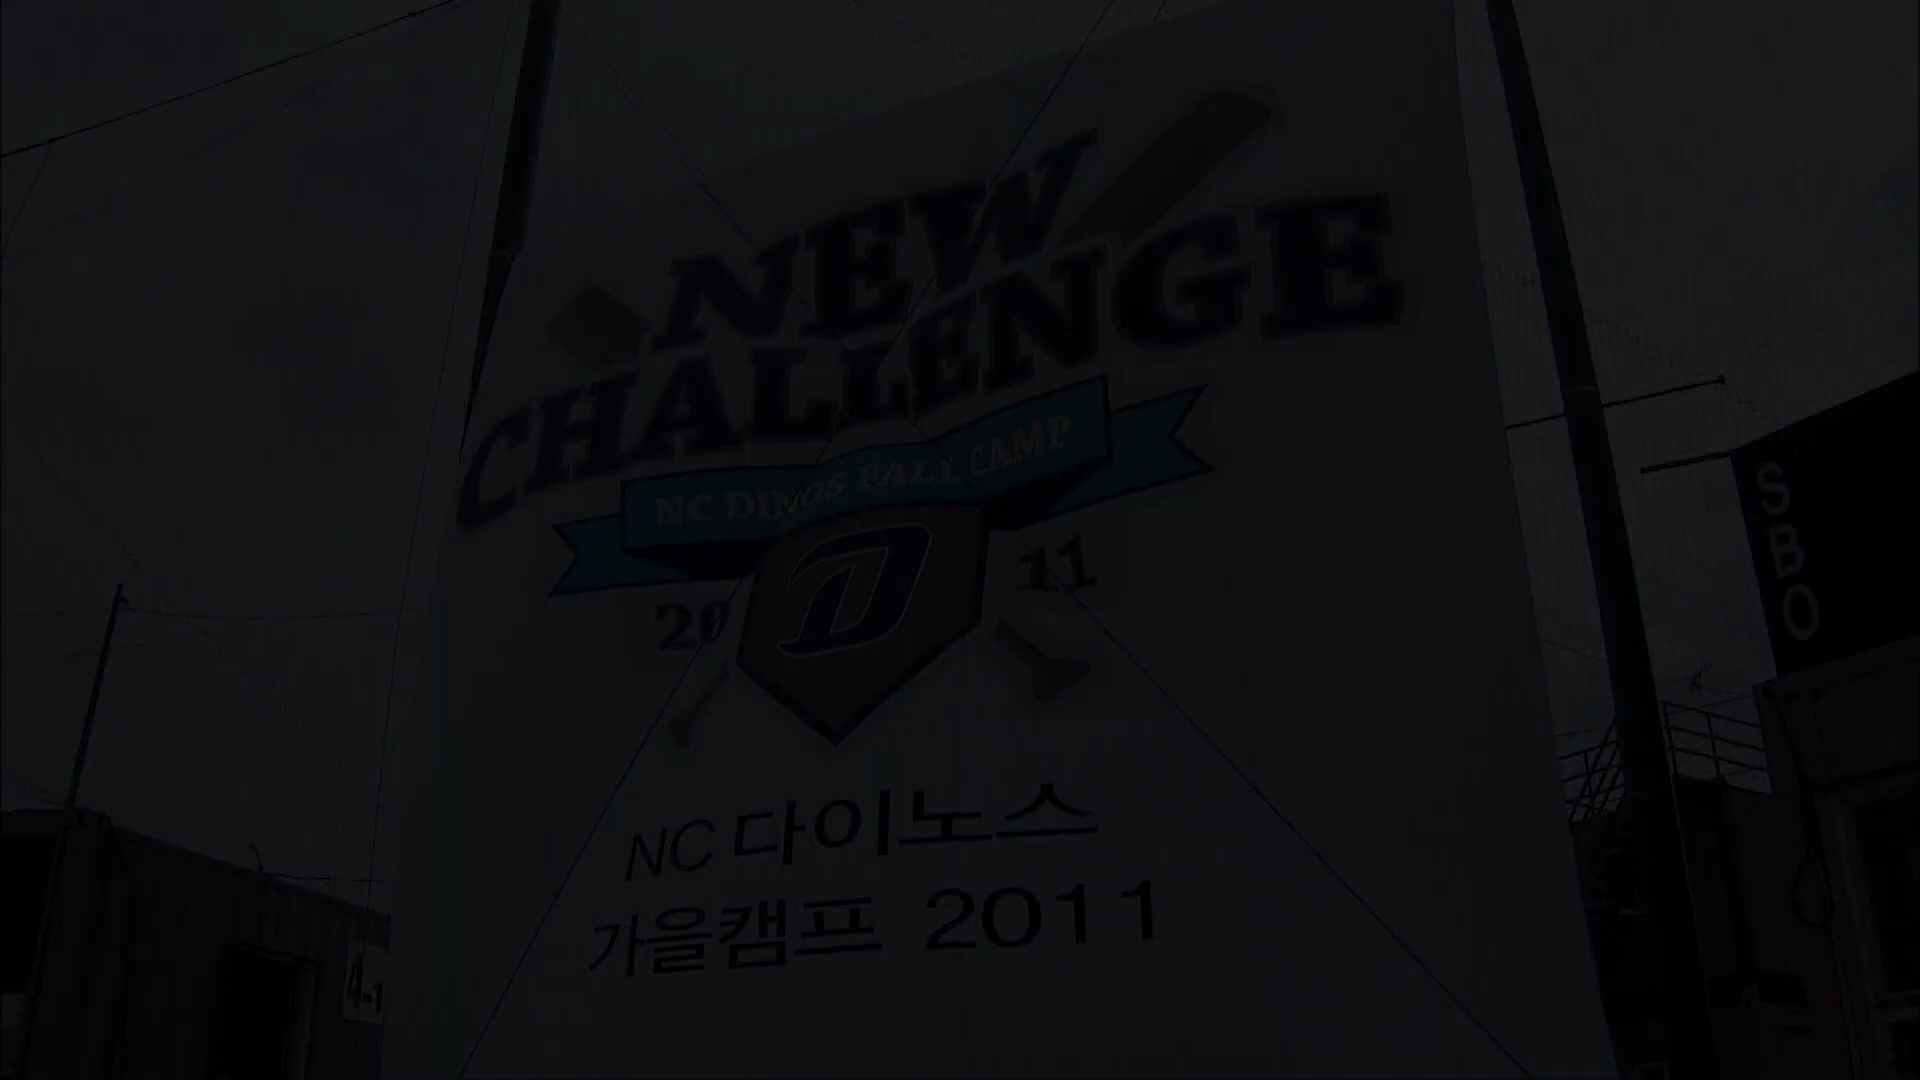 NEW
CHALLENGE
NC DINOS FALL CAMP
D
20 11
NC 다이노스
가을캠프 2011
S
B
O
4-1